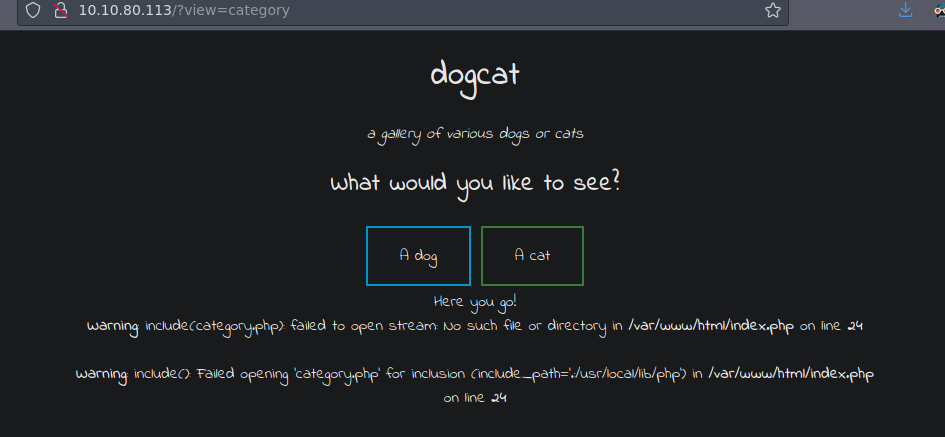 10.10.80.113/?view=category
dogcat
a gallery of various dogs or cats
What would you like to see?
A dog A cat
Here you go!
Warning: include(category.php): failed to open stream: No such file or directory in /var/www/html/index.php on line 24
Warning: include(): Failed opening 'category.php' for inclusion (include_path='.:/usr/local/lib/php') in /var/www/html/index.php
on line 24